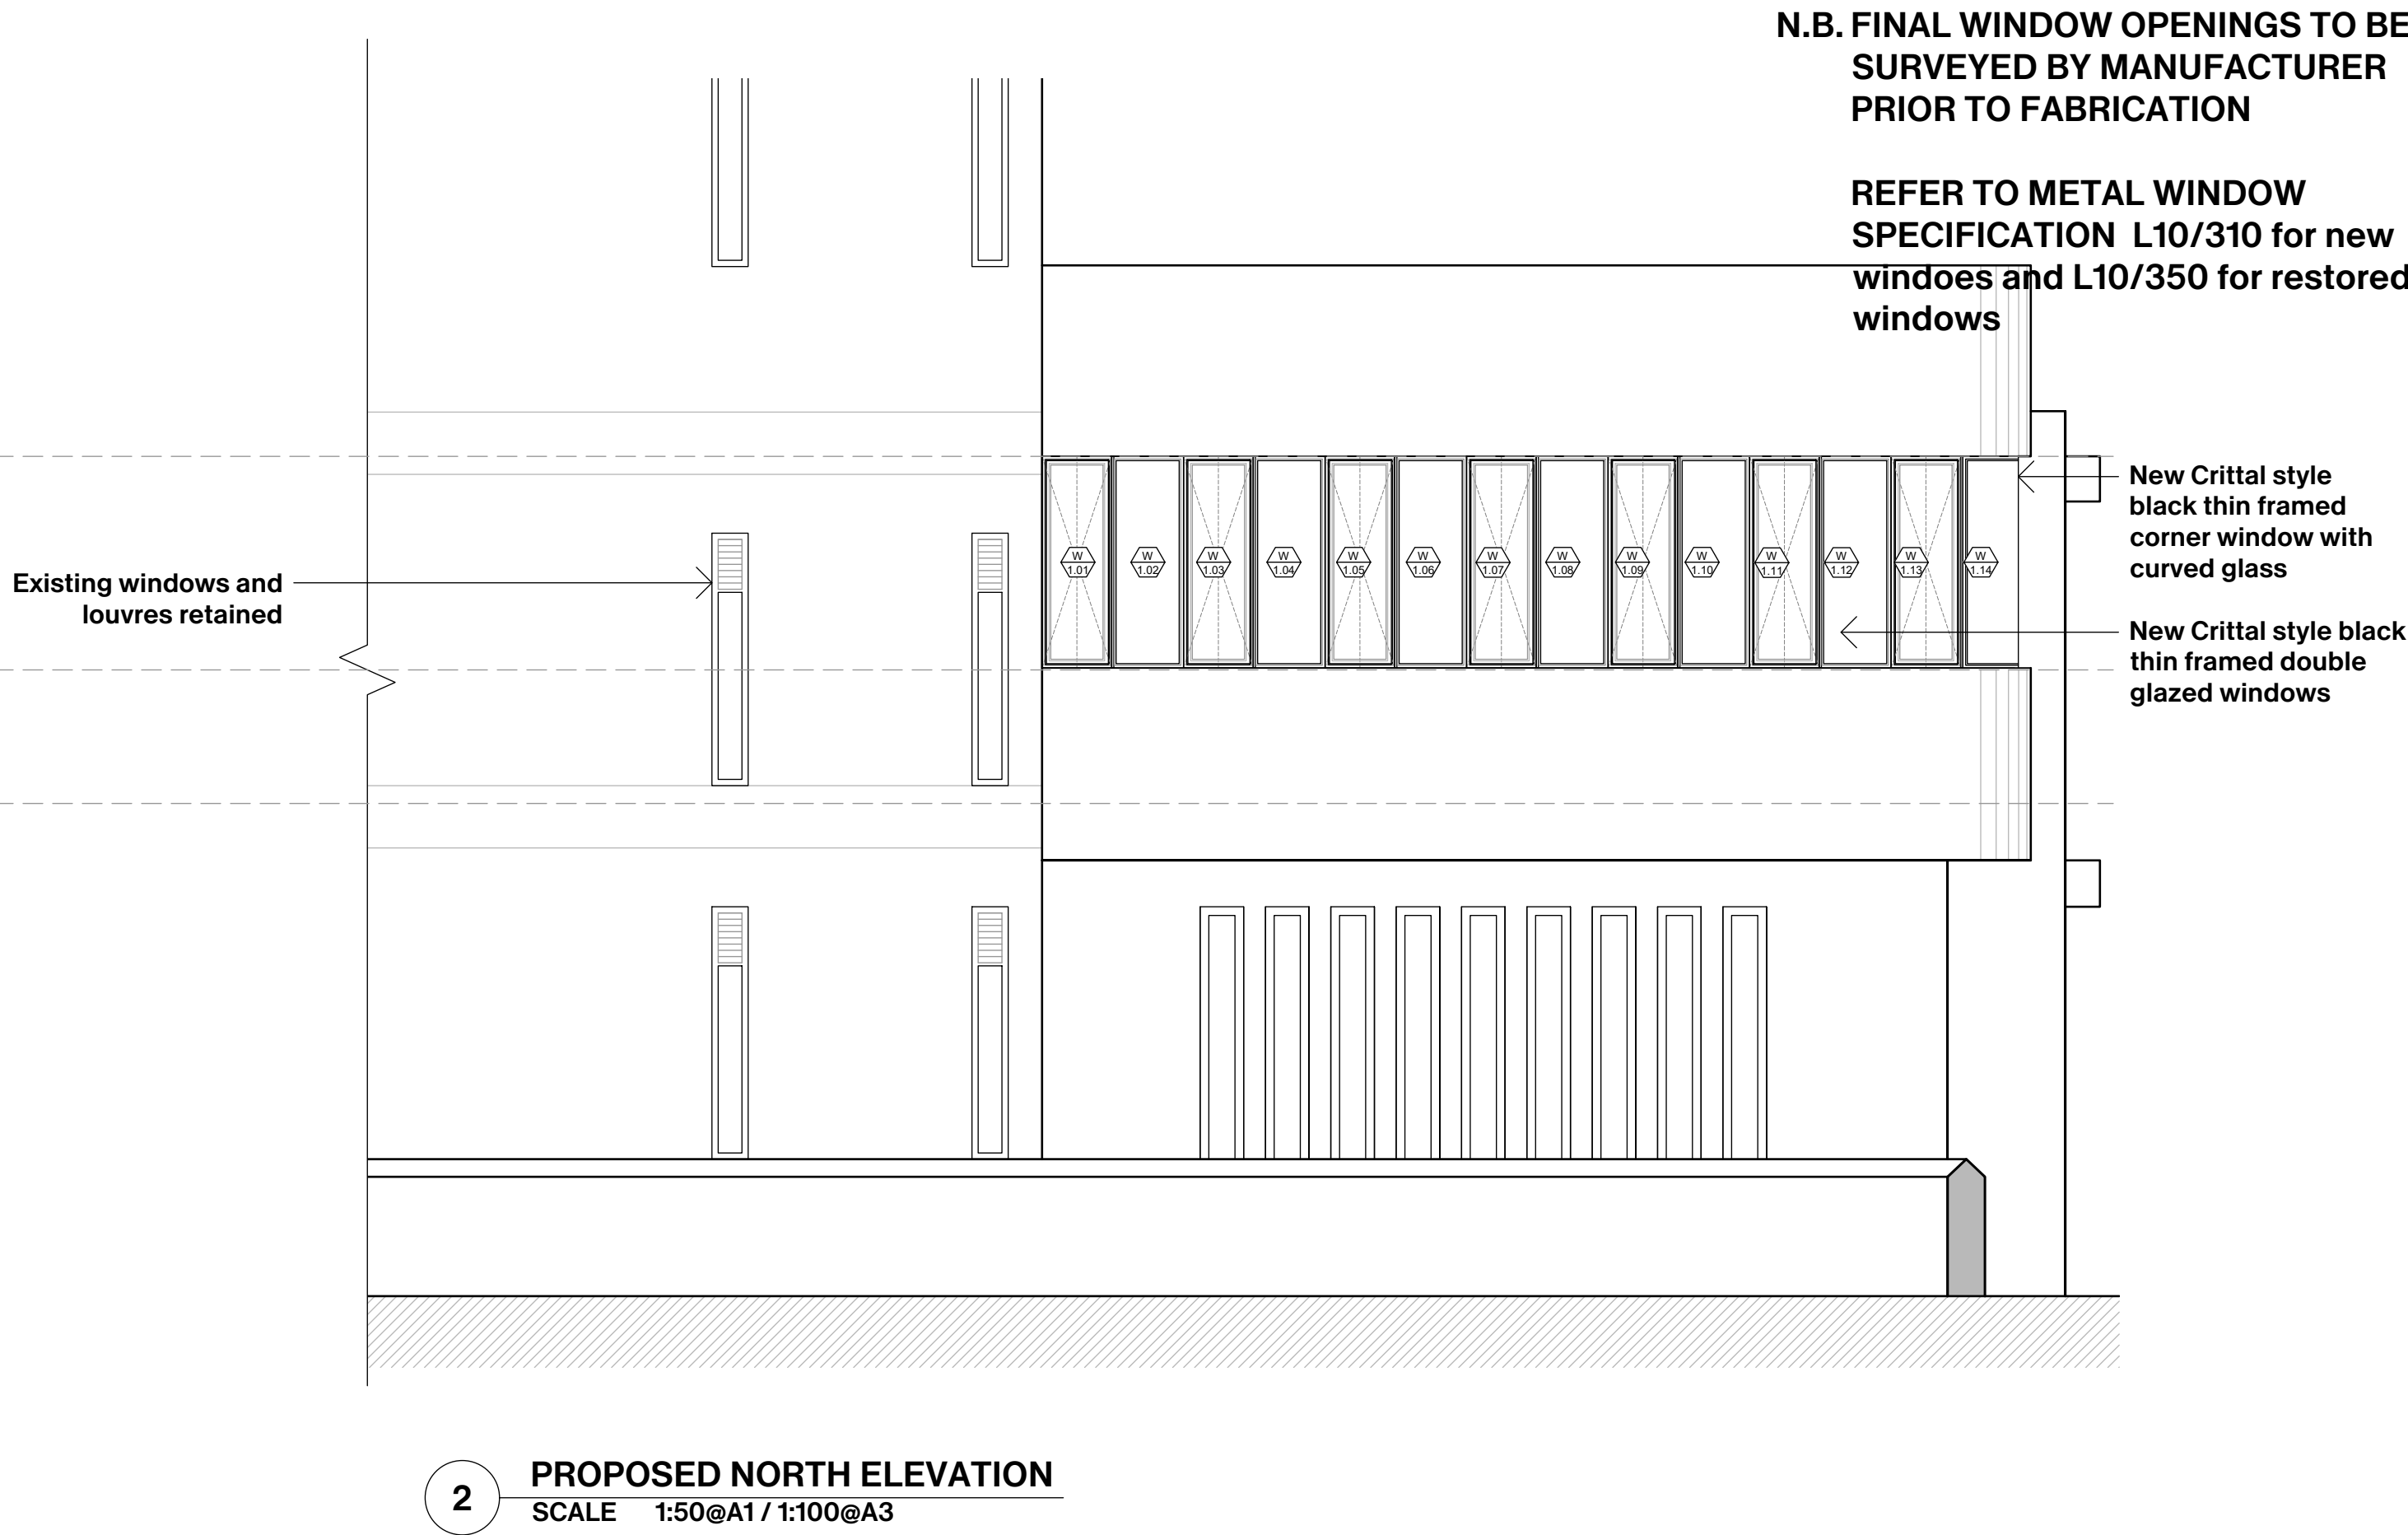 N.B. FINAL WINDOW OPENINGS TO BE
SURVEYED BY MANUFACTURER
PRIOR TO FABRICATION
REFER TO METAL WINDOW
SPECIFICATION L10/310 for new
windoes and L10/350 for restored
windows
New Crittal style
black thin framed
corner window with
curved glass
W
1.01
W
1.02
W
1.03
W
1.04
W
1.05
W
1.06
W
1.07
W
1.08
W
1.09
W
1.10
W
1.11
W
1.12
W
1.13
W
1.14
Existing windows and
louvres retained
New Crittal style black
thin framed double
glazed windows
2
PROPOSED NORTH ELEVATION
SCALE 1:50@A1 / 1:100@A3